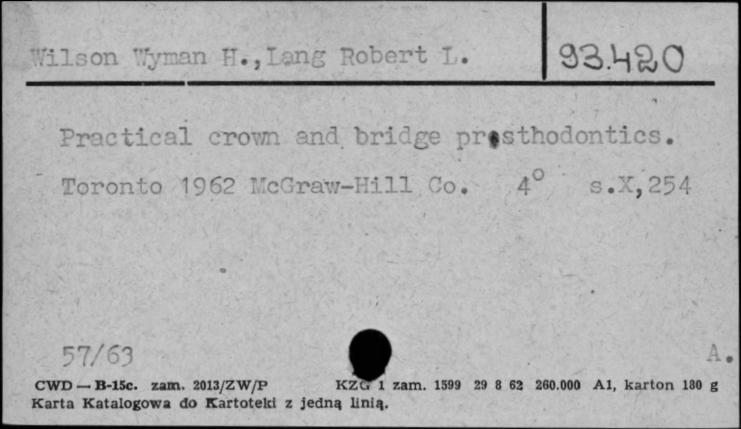 Wilson Wyman H., Lang Robert L.
93.420
Practical crown and bridge prosthodontics.
Toronto 1962 McGraw-Hill Co. 4° s.X,254
57/63
A.
CWD — B-15c. zam. 2013/ZW/P KZG 1 zam. 1599 29 8 62 260.000 A1, karton 180 g
Karta Katalogowa do Kartoteki z jedną linią.